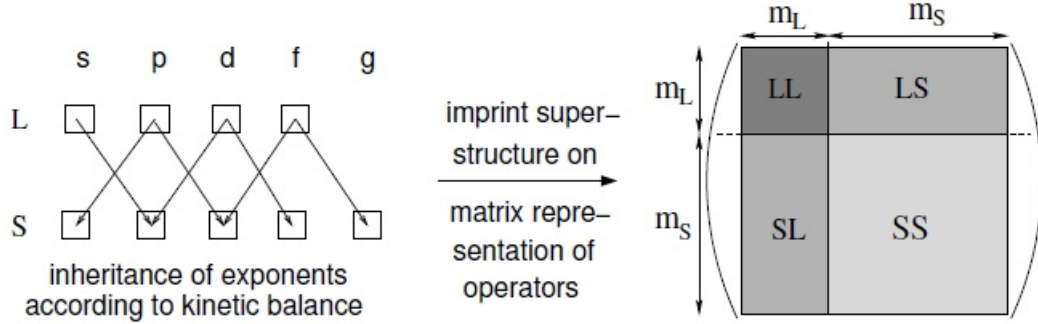 s p d f g
L
S
inheritance of exponents
according to kinetic balance
imprint super–
structure on
matrix repre–
sentation of
operators
m_L m_S
m_L
m_S
LL LS
SL SS